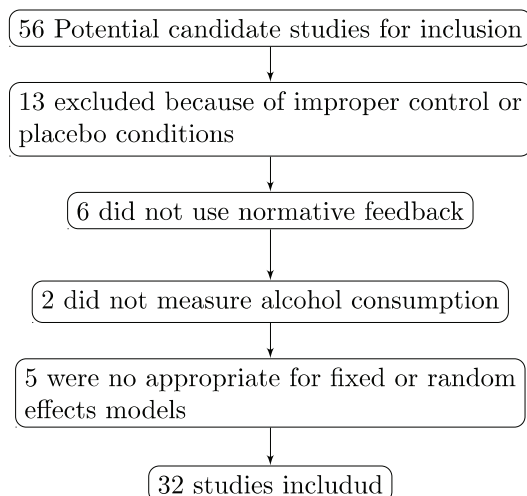 56 Potential candidate studies for inclusion
13 excluded because of improper control or
placebo conditions
6 did not use normative feedback
2 did not measure alcohol consumption
5 were no appropriate for fixed or random
effects models
32 studies includud